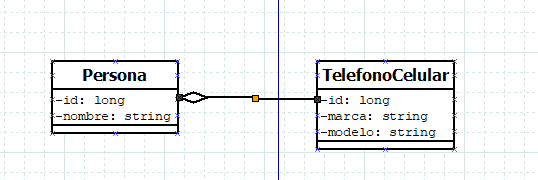 Persona
-id: long
-nombre: string
TelefonoCelular
-id: long
-marca: string
-modelo: string